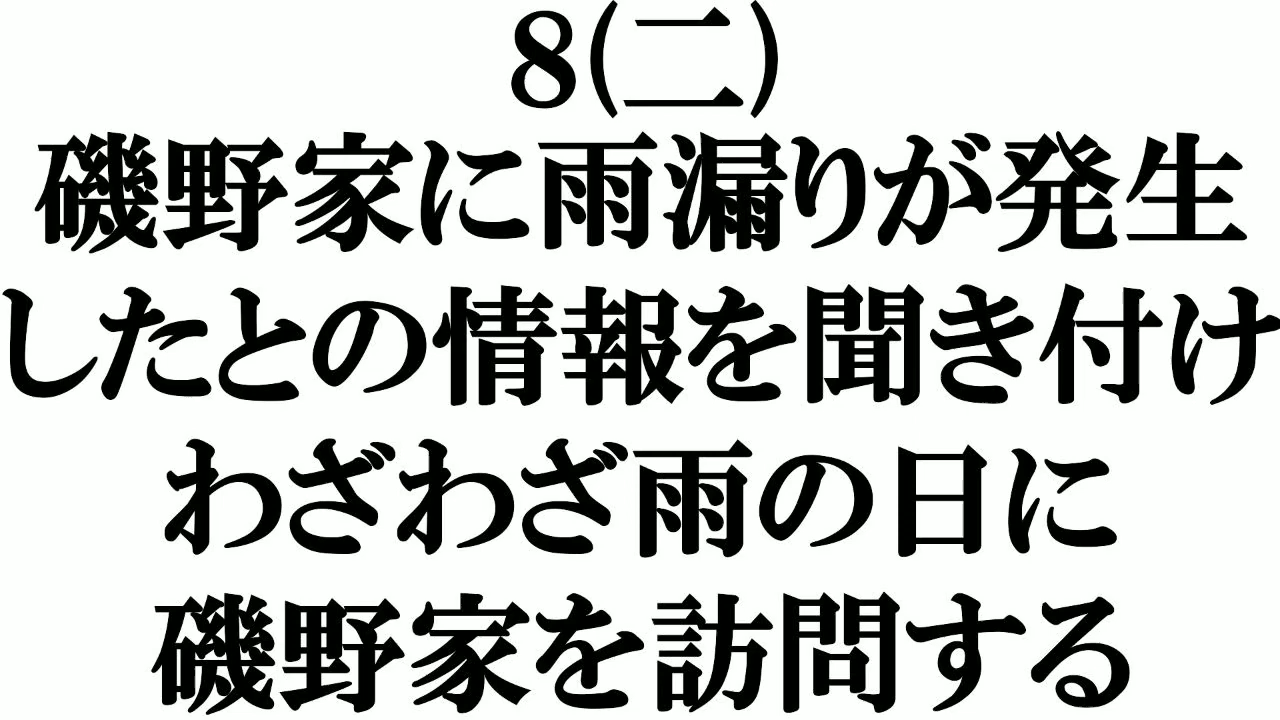 8(二)
磯野家に雨漏りが発生
したとの情報を聞き付け
わざわざ雨の日に
磯野家を訪問する